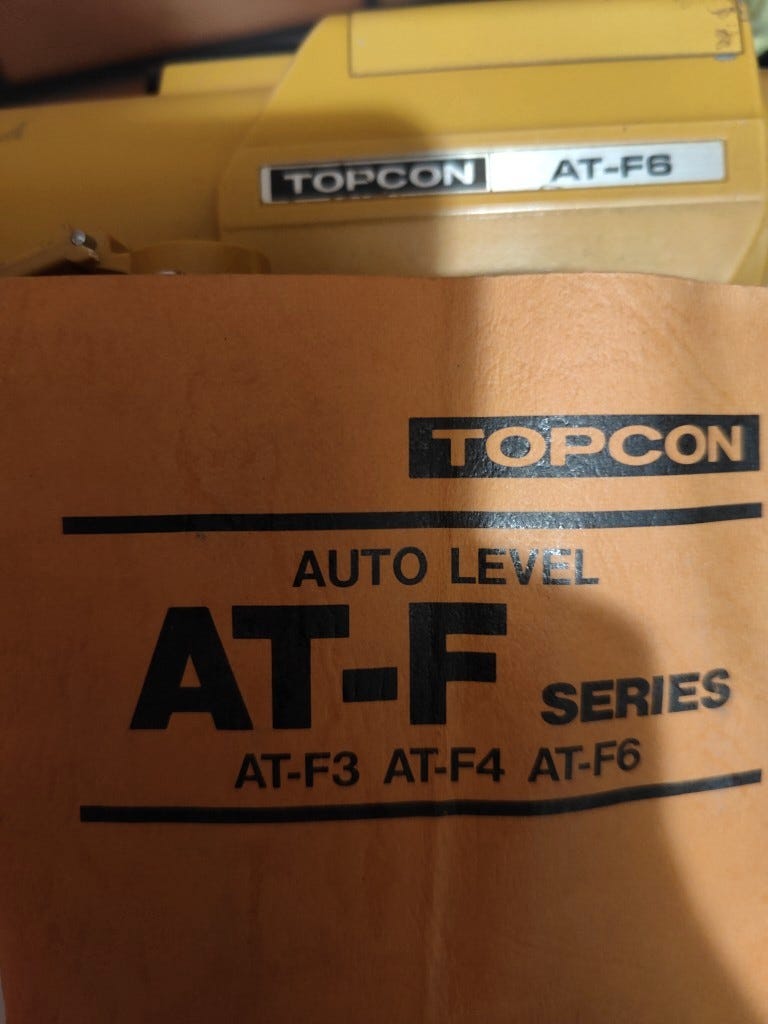 TOPCON AT-F6
TOPCON
AUTO LEVEL
AT-F SERIES
AT-F3 AT-F4 AT-F6